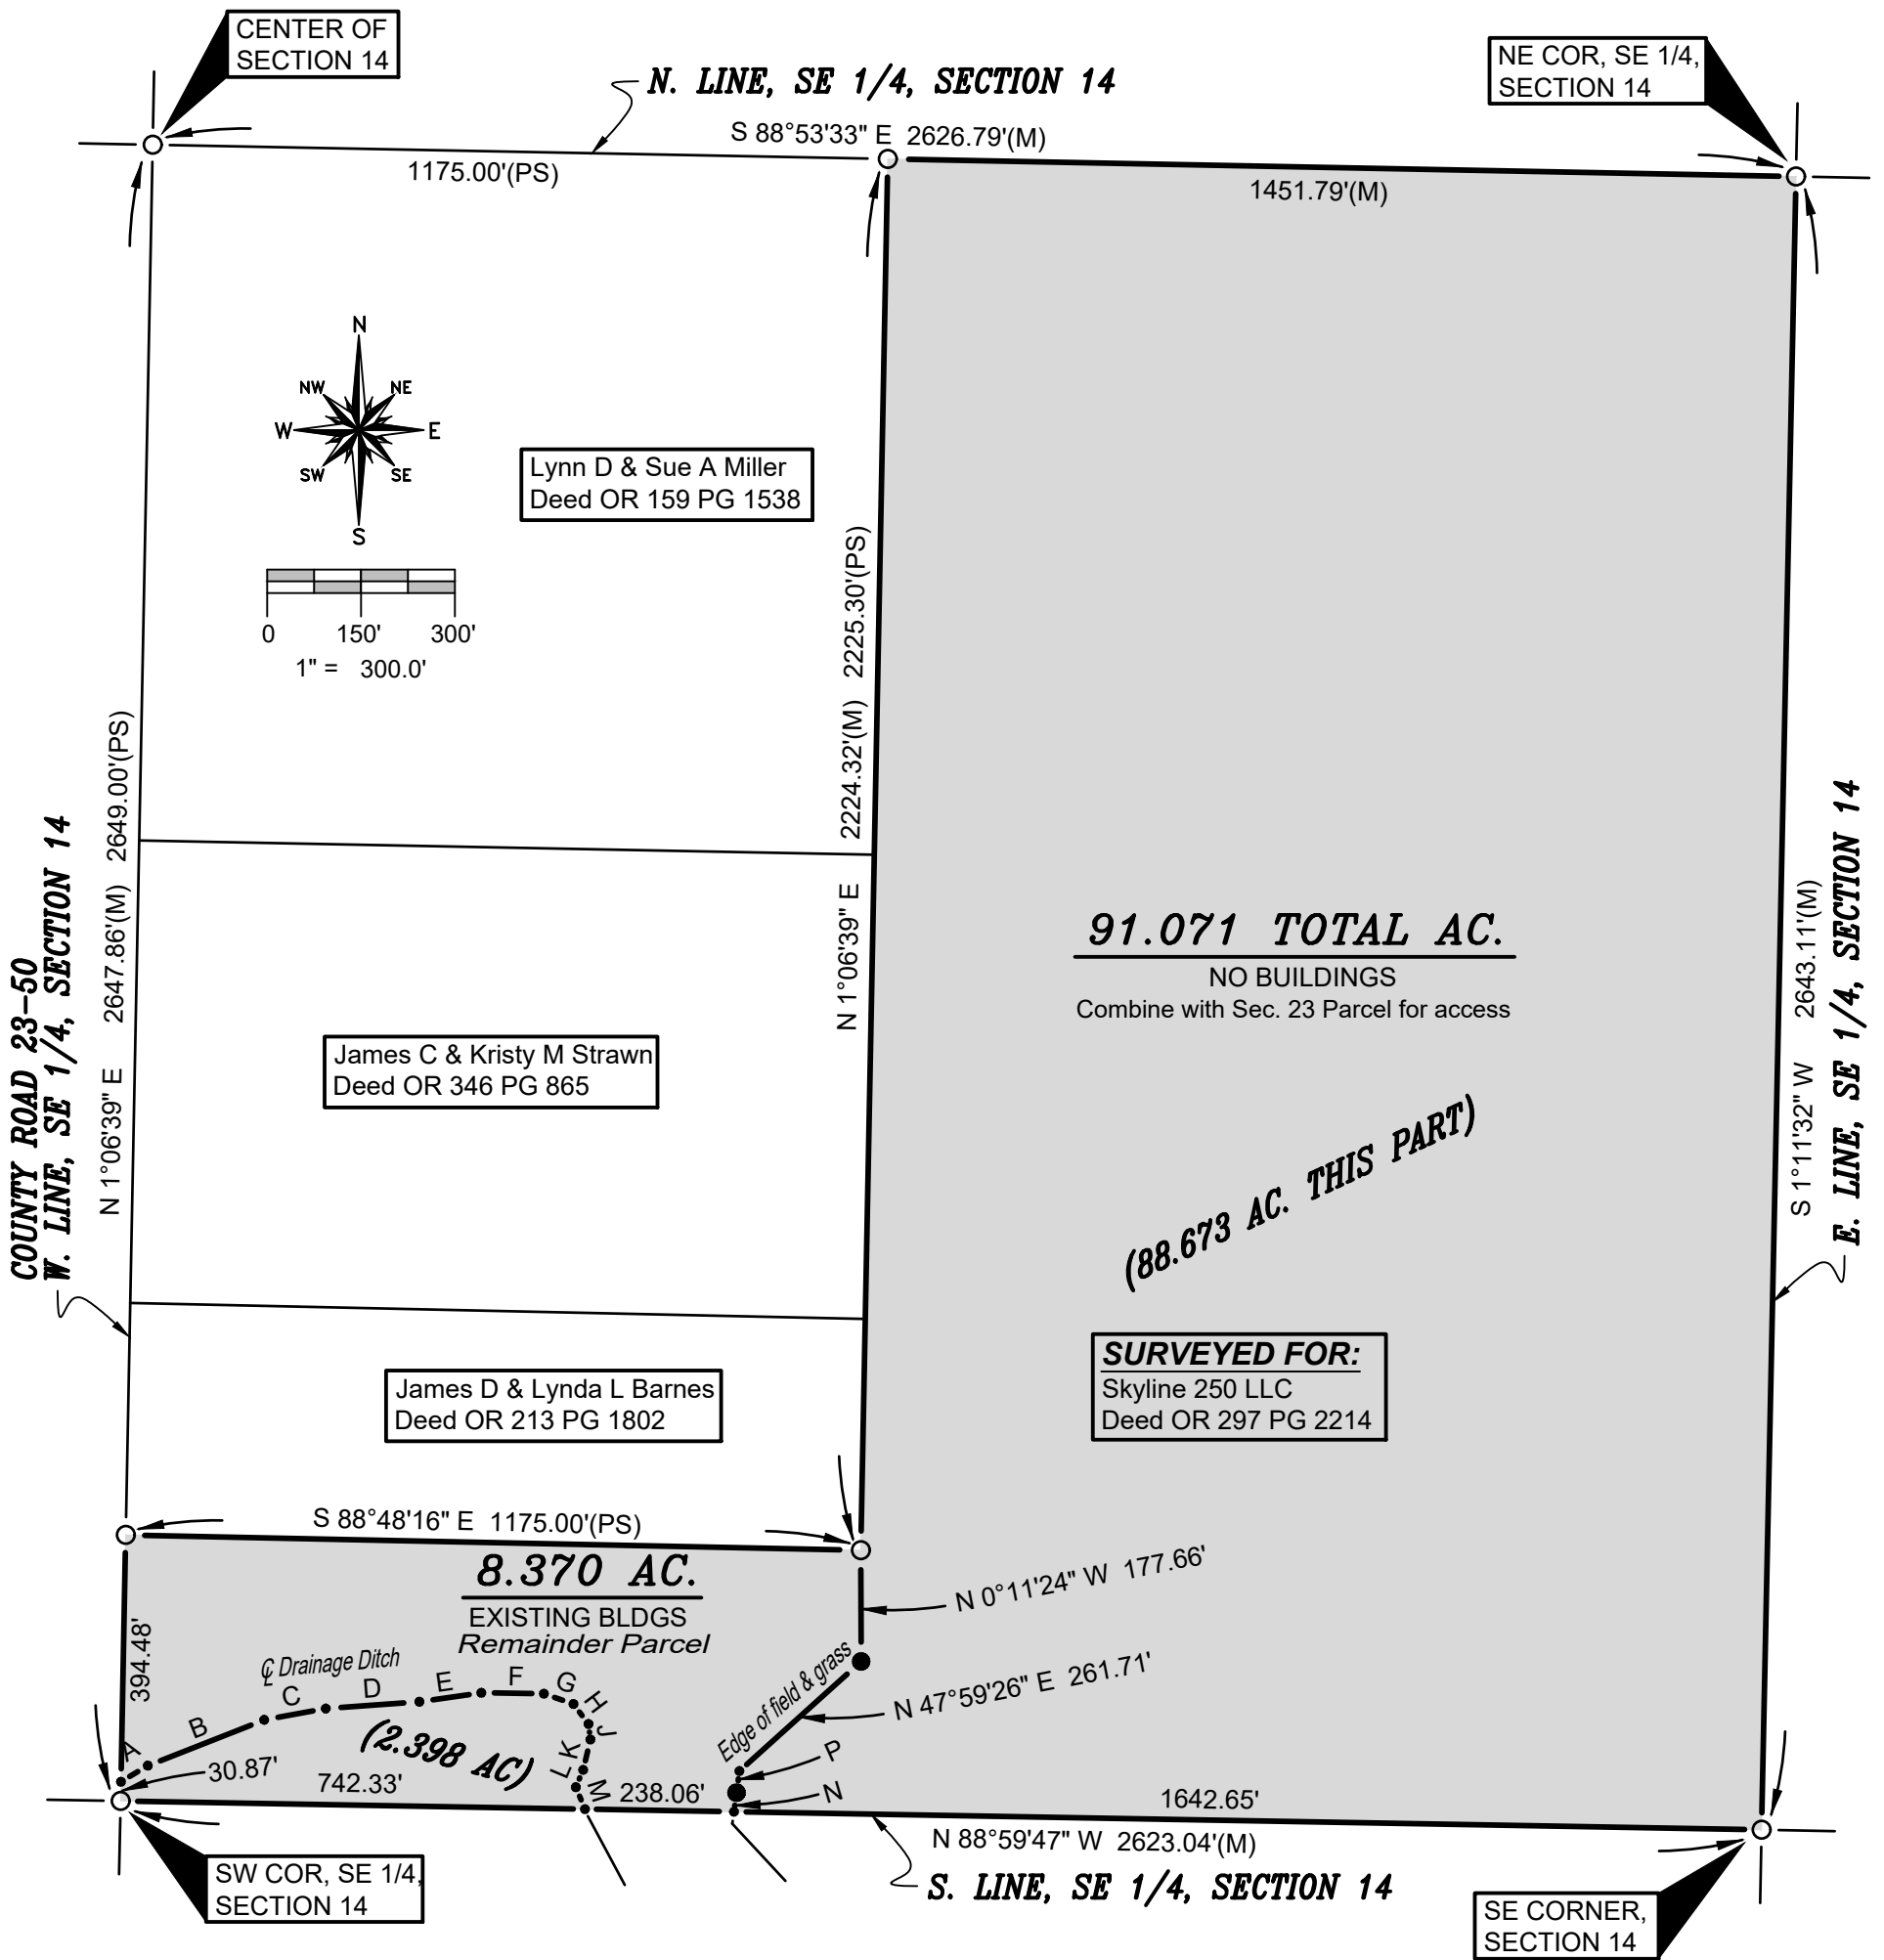 CENTER OF
SECTION 14
NE COR, SE 1/4,
SECTION 14
N. LINE, SE 1/4, SECTION 14
S 88°53'33" E 2626.79'(M)
1175.00'(PS)
1451.79'(M)
N
NW NE
W E
SW SE
S
0 150' 300'
1" = 300.0'
Lynn D & Sue A Miller
Deed OR 159 PG 1538
N 1°06'39" E 2224.32'(M) 2225.30'(PS)
COUNTY ROAD 23-50
W. LINE, SE 1/4, SECTION 14
N 1°06'39" E 2647.86'(M) 2649.00'(PS)
91.071 TOTAL AC.
NO BUILDINGS
Combine with Sec. 23 Parcel for access
(88.673 AC. THIS PART)
S 1°11'32" W 2643.11'(M)
E. LINE, SE 1/4, SECTION 14
James C & Kristy M Strawn
Deed OR 346 PG 865
SURVEYED FOR:
Skyline 250 LLC
Deed OR 297 PG 2214
James D & Lynda L Barnes
Deed OR 213 PG 1802
S 88°48'16" E 1175.00'(PS)
8.370 AC.
EXISTING BLDGS
Remainder Parcel
N 0°11'24" W 177.66'
N 47°59'26" E 261.71'
Edge of field & grass
394.48'
℄ Drainage Ditch
A
B
C
D
E
F
G
H
J
K
L
M
(2.398 AC)
P
N
30.87'
742.33'
238.06'
1642.65'
N 88°59'47" W 2623.04'(M)
S. LINE, SE 1/4, SECTION 14
SW COR, SE 1/4,
SECTION 14
SE CORNER,
SECTION 14